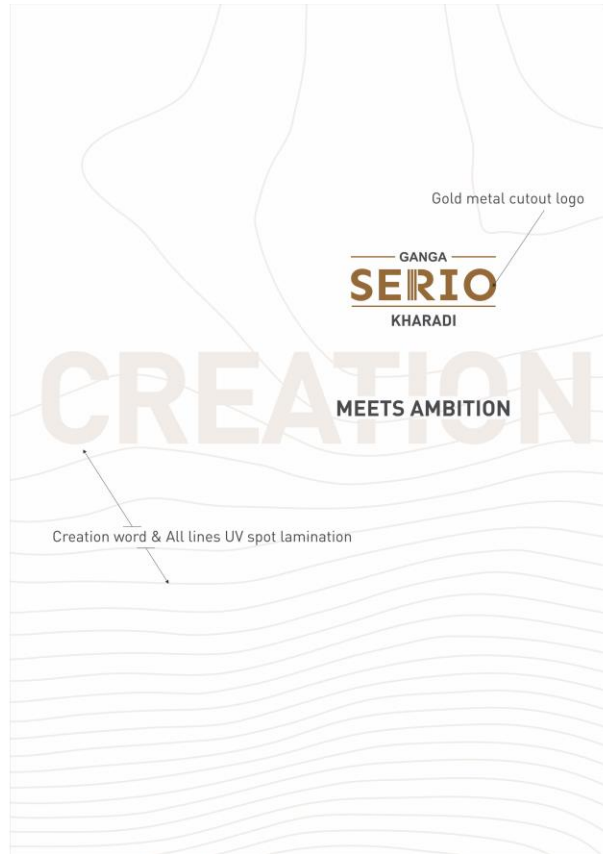 Gold metal cutout logo
GANGA
SERIO
KHARADI
CREATION
MEETS AMBITION
Creation word & All lines UV spot lamination